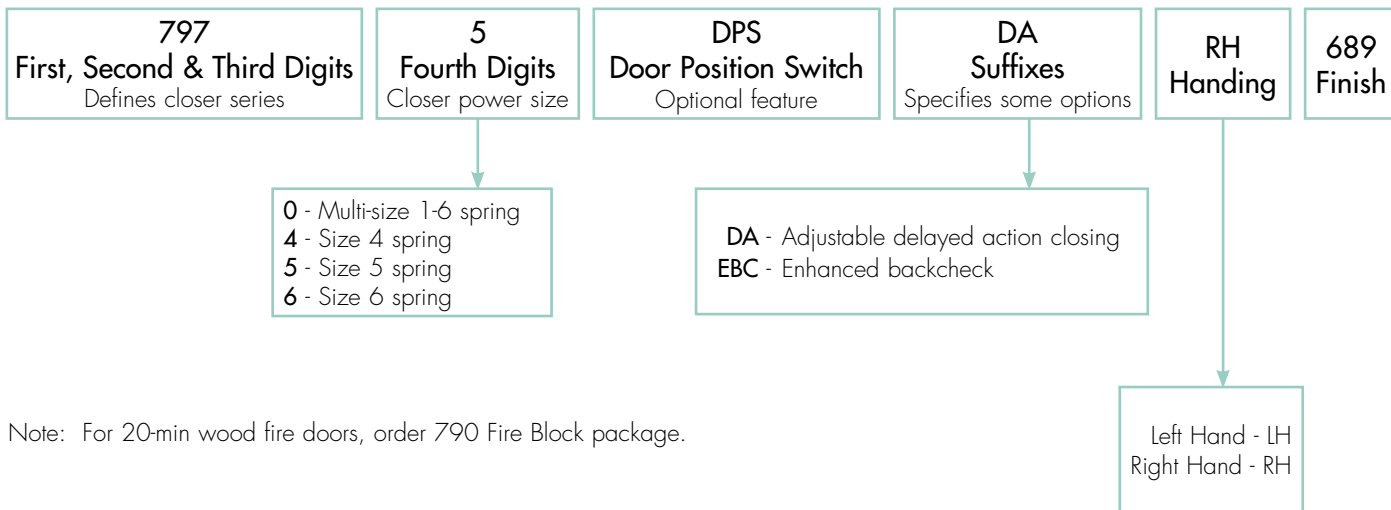 797
First, Second & Third Digits
Defines closer series
5
Fourth Digits
Closer power size
DPS
Door Position Switch
Optional feature
DA
Suffixes
Specifies some options
RH
Handing
689
Finish
0 - Multi-size 1-6 spring
4 - Size 4 spring
5 - Size 5 spring
6 - Size 6 spring
DA - Adjustable delayed action closing
EBC - Enhanced backcheck
Left Hand - LH
Right Hand - RH
Note: For 20-min wood fire doors, order 790 Fire Block package.